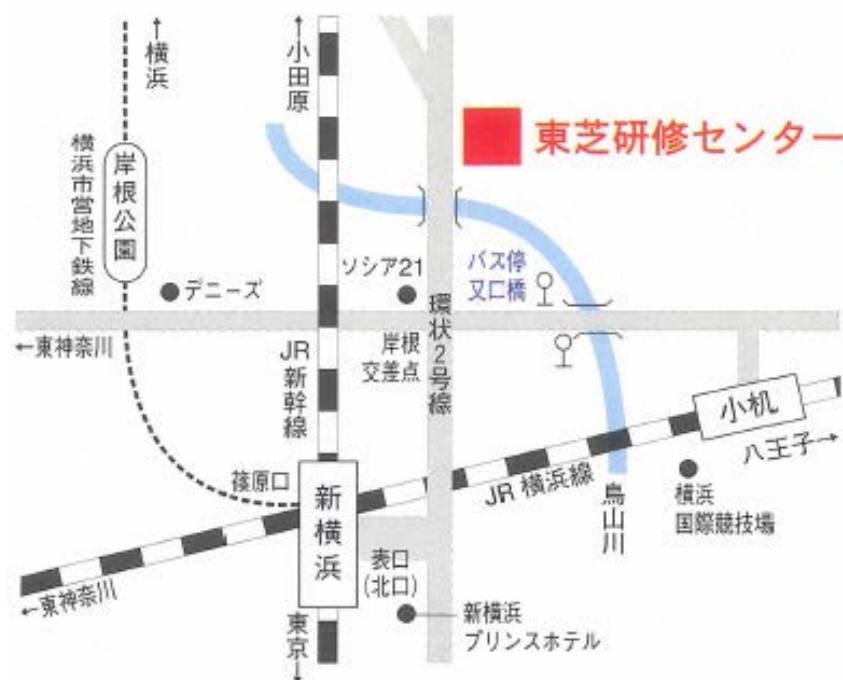 ↑
横浜
↑
小田原
東芝研修センター
横浜市営地下鉄線
岸根公園
デニーズ
ソシア21
バス停
又口橋
←東神奈川
JR新幹線
岸根
交差点
環状2号線
小机
八王子→
篠原口
新横浜
JR 横浜線
鳥山川
横浜
国際競技場
表口
(北口)
←東神奈川
新横浜
プリンスホテル
東京
↓